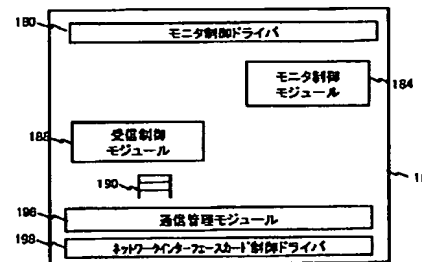 180
モニタ制御ドライバ
モニタ制御
モジュール
184
188
受信制御
モジュール
190
196
通信管理モジュール
198
ネットワークインターフェースカード制御ドライバ